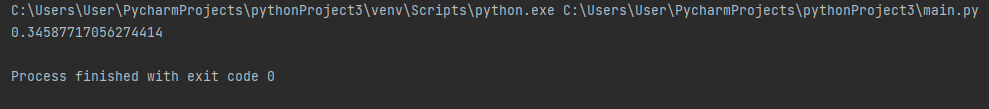 C:\Users\User\PycharmProjects\pythonProject3\venv\Scripts\python.exe C:\Users\User\PycharmProjects\pythonProject3\main.py
0.34587717056274414
Process finished with exit code 0